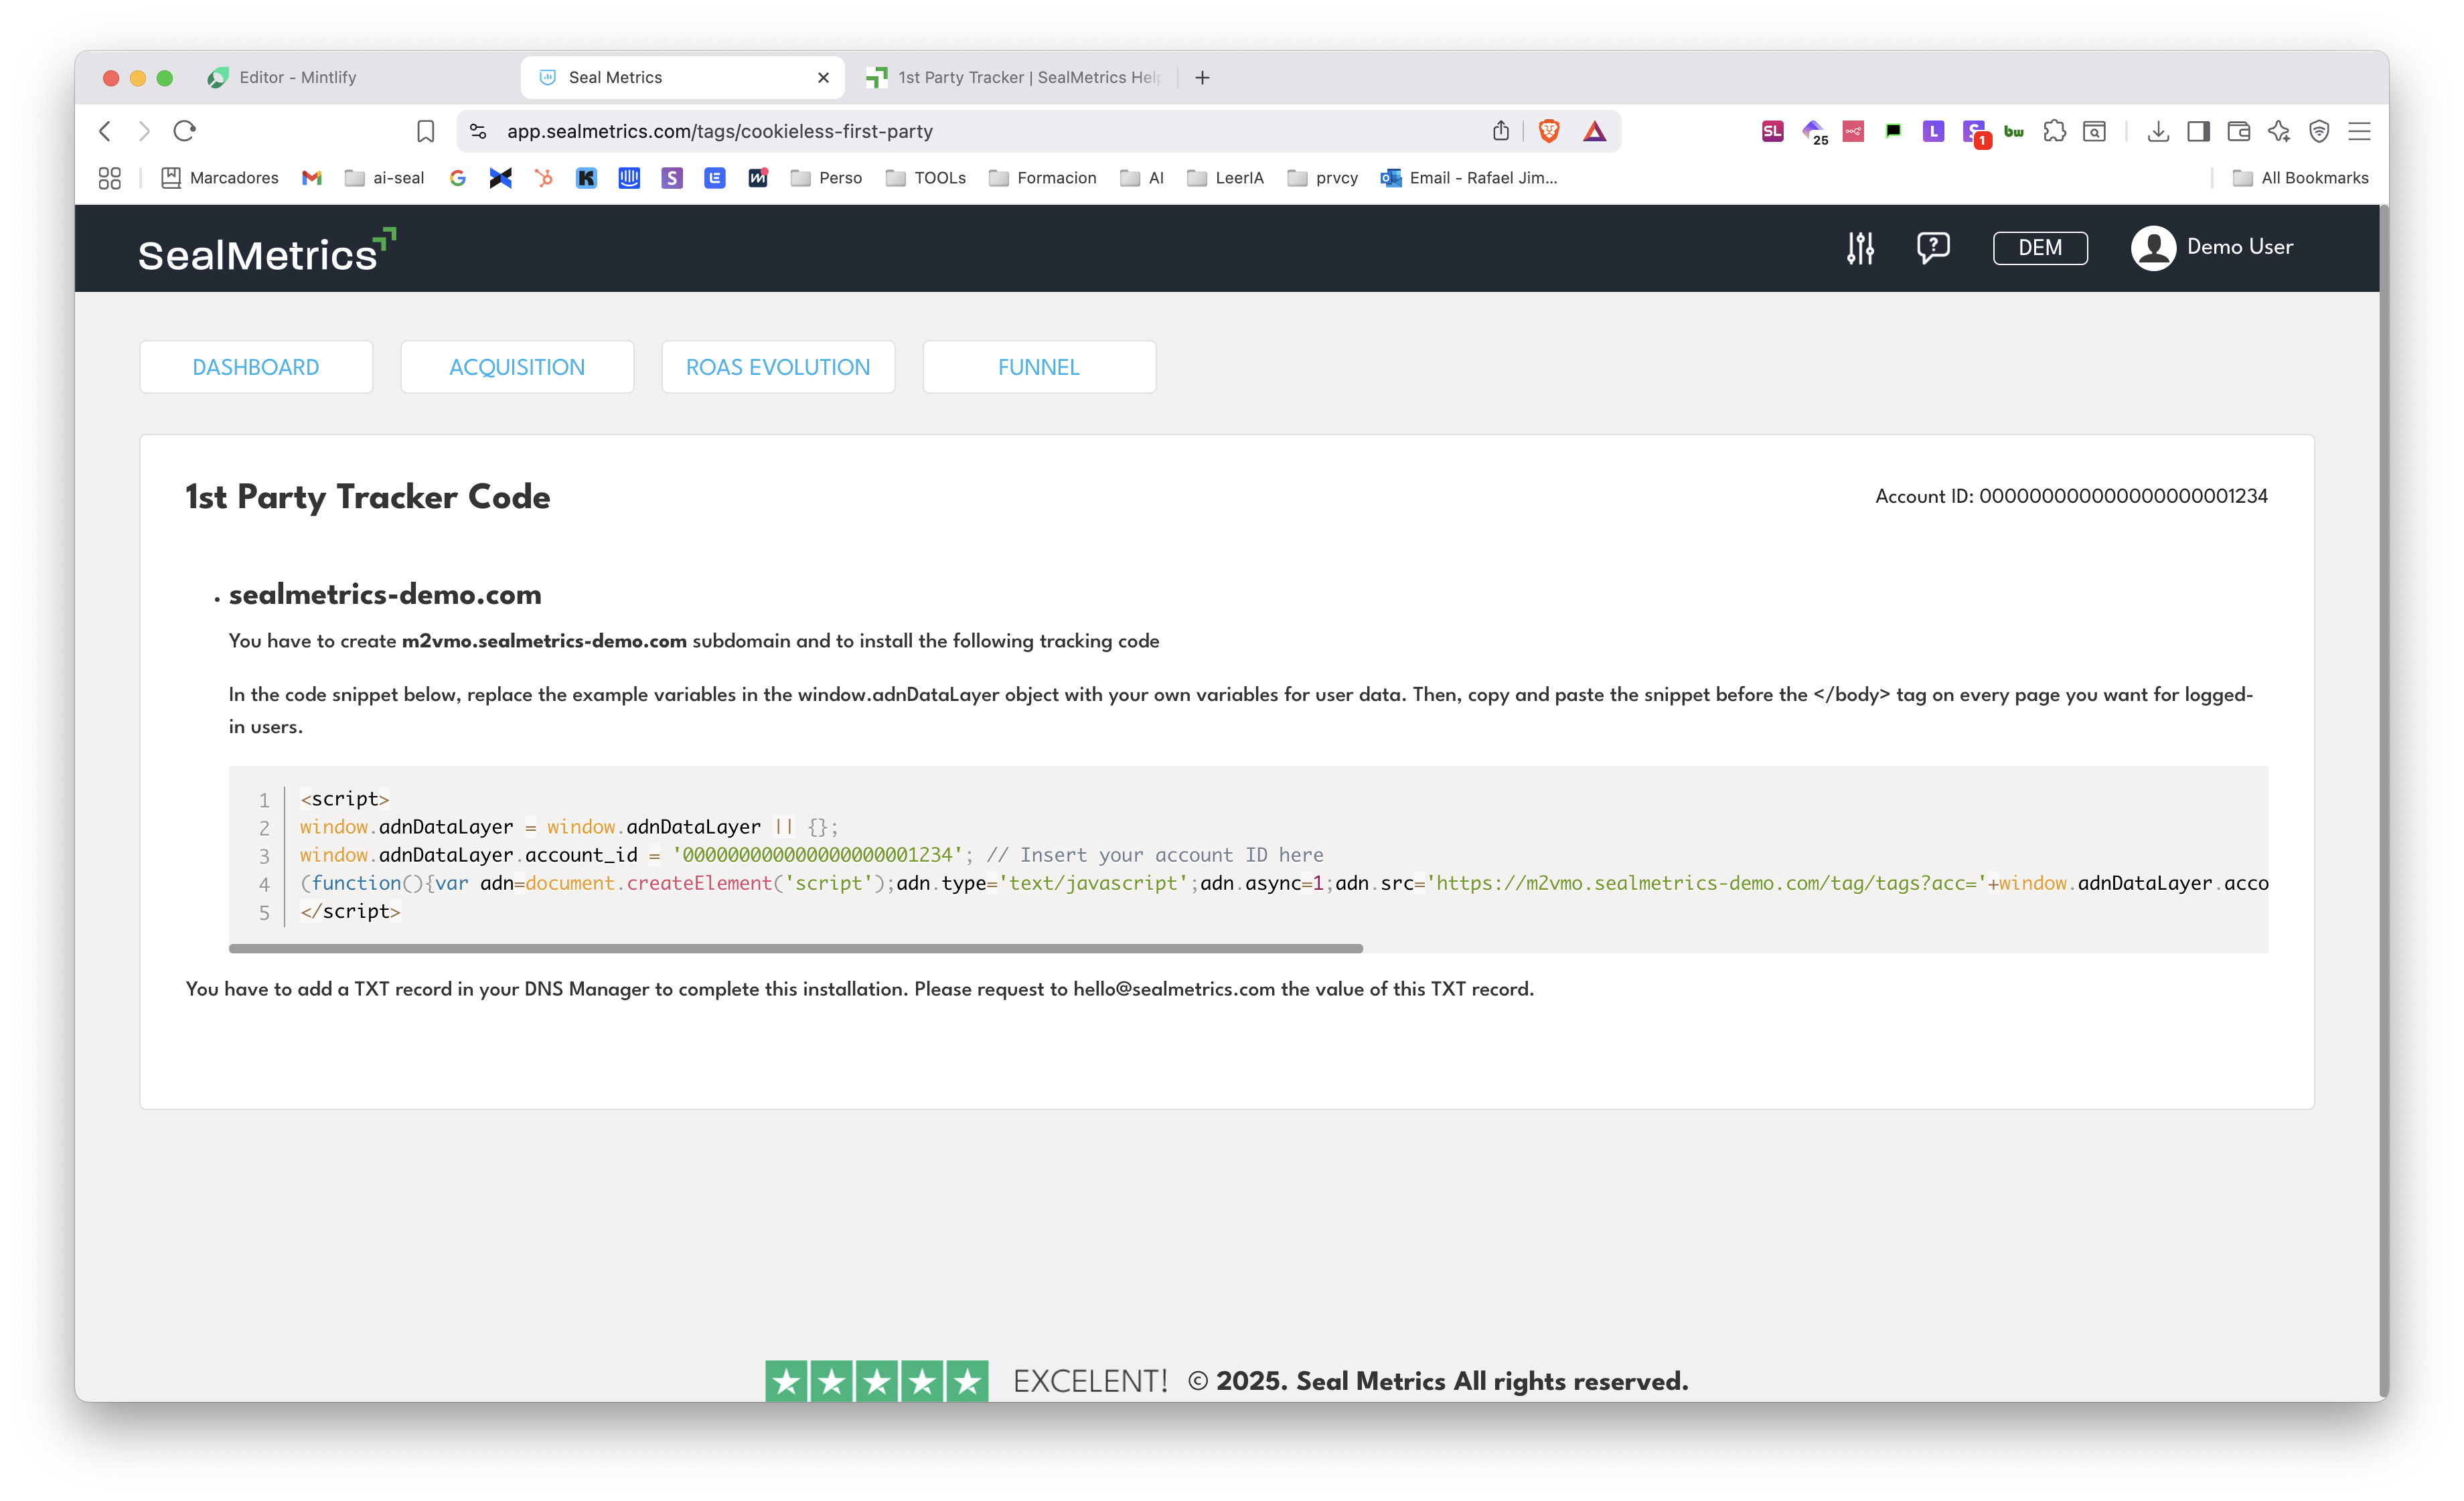 Editor - Mintlify
Seal Metrics
1st Party Tracker | SealMetrics Help
app.sealmetrics.com/tags/cookieless-first-party
SL
25
L
S
1
bw
Marcadores
ai-seal
G
K
S
E
Perso
TOOLs
Formacion
AI
LeerIA
prvcy
Email - Rafael Jim...
All Bookmarks
SealMetrics
DEM
Demo User
DASHBOARD
ACQUISITION
ROAS EVOLUTION
FUNNEL
1st Party Tracker Code
Account ID: 000000000000000000001234
• sealmetrics-demo.com
You have to create m2vmo.sealmetrics-demo.com subdomain and to install the following tracking code
In the code snippet below, replace the example variables in the window.adnDataLayer object with your own variables for user data. Then, copy and paste the snippet before the </body> tag on every page you want for logged-
in users.
1 <script>
2 window.adnDataLayer = window.adnDataLayer || {};
3 window.adnDataLayer.account_id = '000000000000000000001234'; // Insert your account ID here
4 (function(){var adn=document.createElement('script');adn.type='text/javascript';adn.async=1;adn.src='https://m2vmo.sealmetrics-demo.com/tag/tags?acc='+window.adnDataLayer.acco
5 </script>
You have to add a TXT record in your DNS Manager to complete this installation. Please request to hello@sealmetrics.com the value of this TXT record.
EXCELENT! © 2025. Seal Metrics All rights reserved.